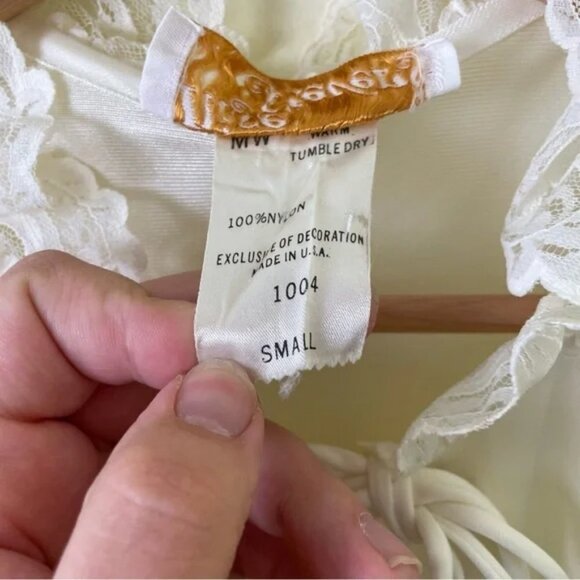 MW WARM
TUMBLE DRY
100% NYLON
EXCLUSIVE OF DECORATION
MADE IN U.S.A.
1004
SMALL